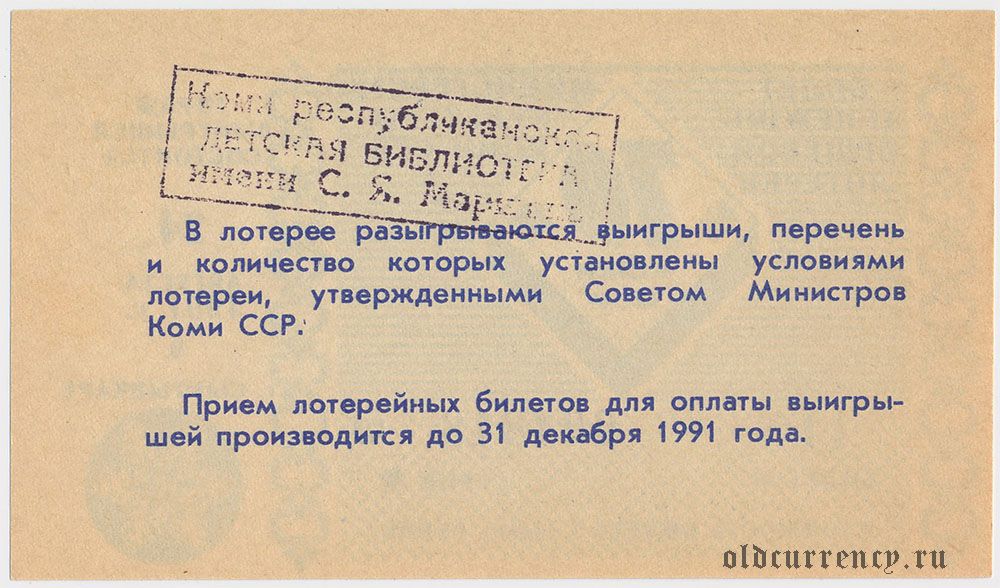 Коми республиканская
ДЕТСКАЯ БИБЛИОТЕКА
имени С. Я. Маршака
В лотерее разыгрываются выигрыши, перечень
и количество которых установлены условиями
лотереи, утвержденными Советом Министров
Коми ССР.
Прием лотерейных билетов для оплаты выигры-
шей производится до 31 декабря 1991 года.
oldcurrency.ru